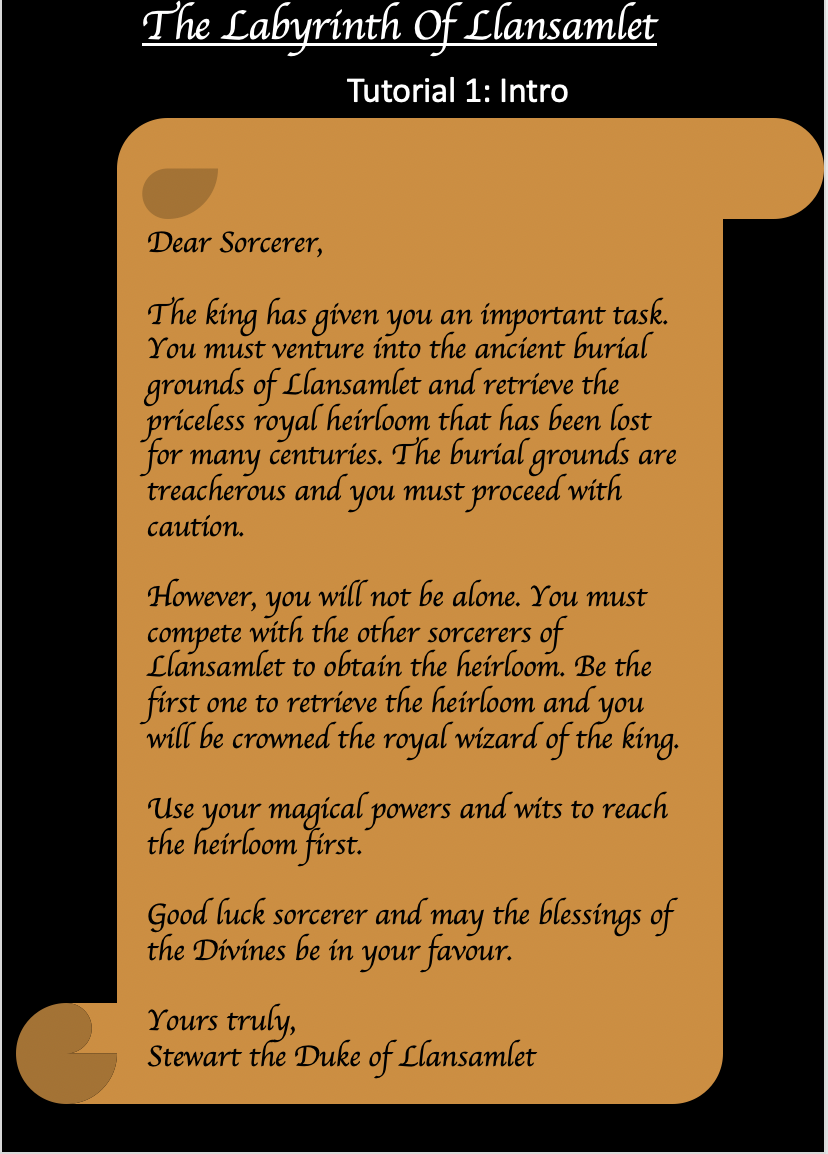 The Labyrinth Of Llansamlet
Tutorial 1: Intro
Dear Sorcerer,
The king has given you an important task.
You must venture into the ancient burial
grounds of Llansamlet and retrieve the
priceless royal heirloom that has been lost
for many centuries. The burial grounds are
treacherous and you must proceed with
caution.
However, you will not be alone. You must
compete with the other sorcerers of
Llansamlet to obtain the heirloom. Be the
first one to retrieve the heirloom and you
will be crowned the royal wizard of the king.
Use your magical powers and wits to reach
the heirloom first.
Good luck sorcerer and may the blessings of
the Divines be in your favour.
Yours truly,
Stewart the Duke of Llansamlet